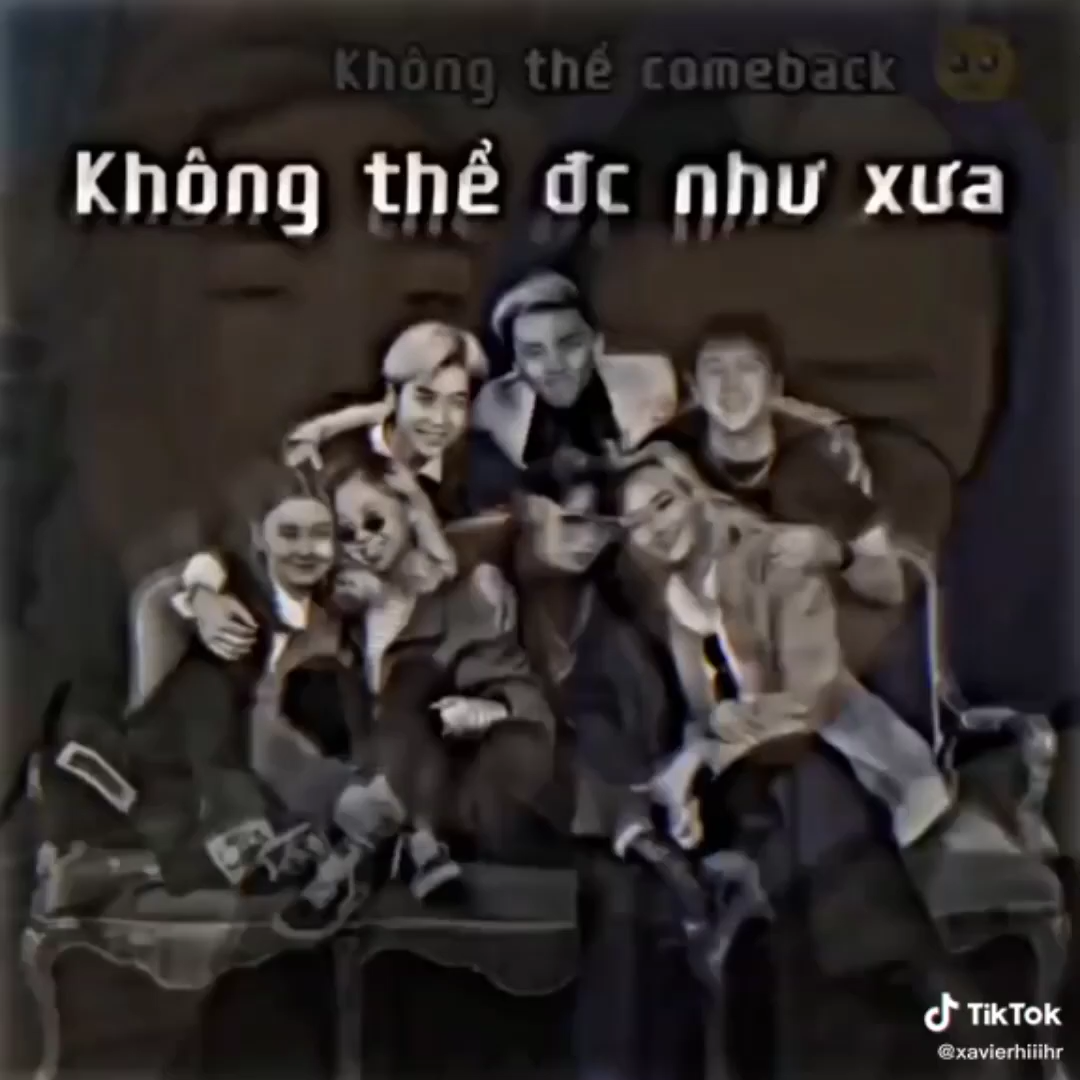 Không thể comeback 🥺
Không thể đc như xưa
TikTok
@xavierhiiihr